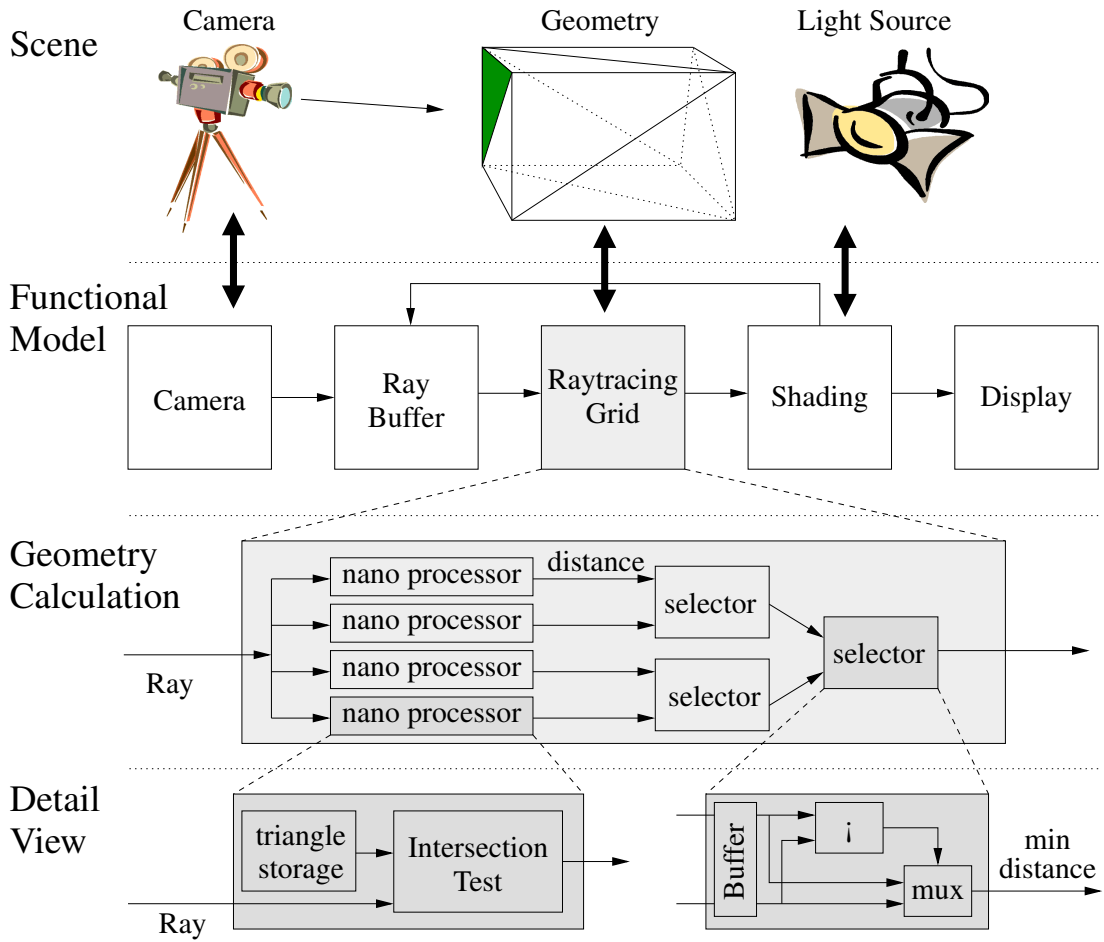 Scene
Camera
Geometry
Light Source
Functional
Model
Camera
Ray
Buffer
Raytracing
Grid
Shading
Display
Geometry
Calculation
Ray
nano processor
nano processor
nano processor
nano processor
distance
selector
selector
selector
Detail
View
triangle
storage
Intersection
Test
Ray
Buffer
¡
mux
min
distance